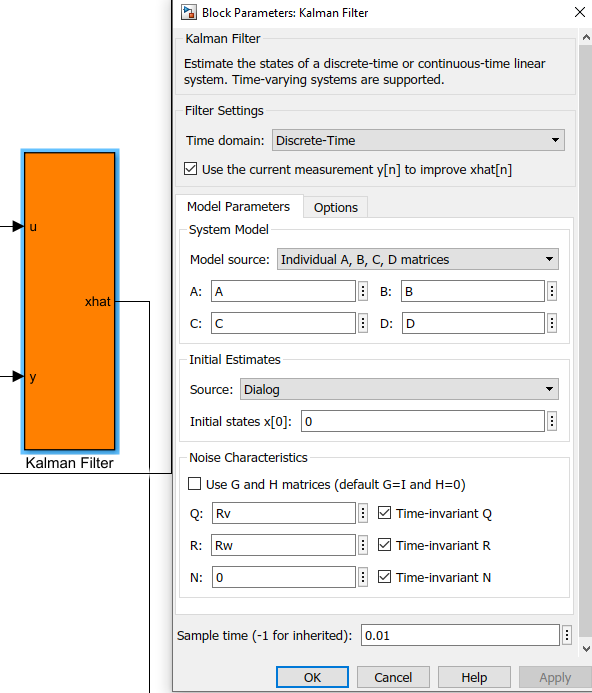 Block Parameters: Kalman Filter
Kalman Filter
Estimate the states of a discrete-time or continuous-time linear
system. Time-varying systems are supported.
Filter Settings
Time domain: Discrete-Time
Use the current measurement y[n] to improve xhat[n]
Model Parameters Options
System Model
Model source: Individual A, B, C, D matrices
A: A B: B
C: C D: D
Initial Estimates
Source: Dialog
Initial states x[0]: 0
Noise Characteristics
Use G and H matrices (default G=I and H=0)
Q: Rv Time-invariant Q
R: Rw Time-invariant R
N: 0 Time-invariant N
Sample time (-1 for inherited): 0.01
OK Cancel Help Apply
u
xhat
y
Kalman Filter